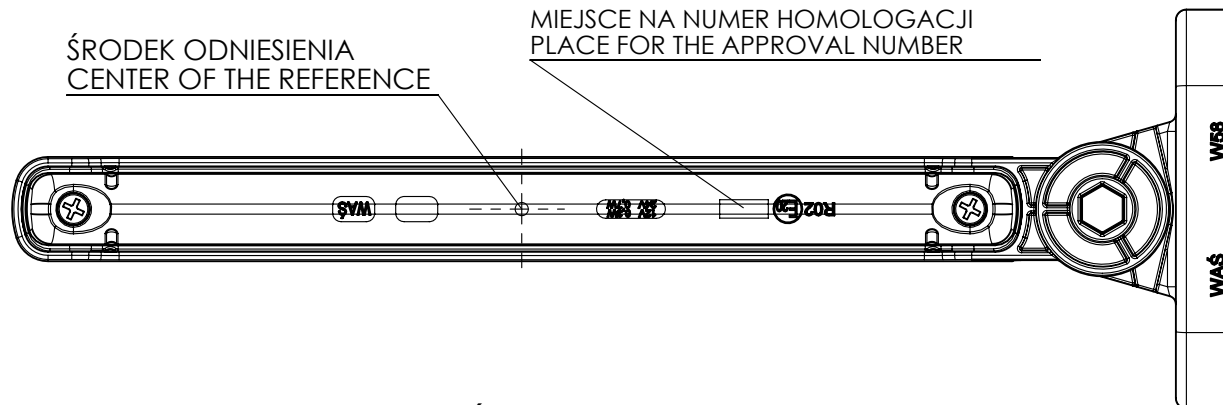 ŚRODEK ODNIESIENIA
CENTER OF THE REFERENCE
MIEJSCE NA NUMER HOMOLOGACJI
PLACE FOR THE APPROVAL NUMBER
WAŚ
R02
E20
W58
WAŚ